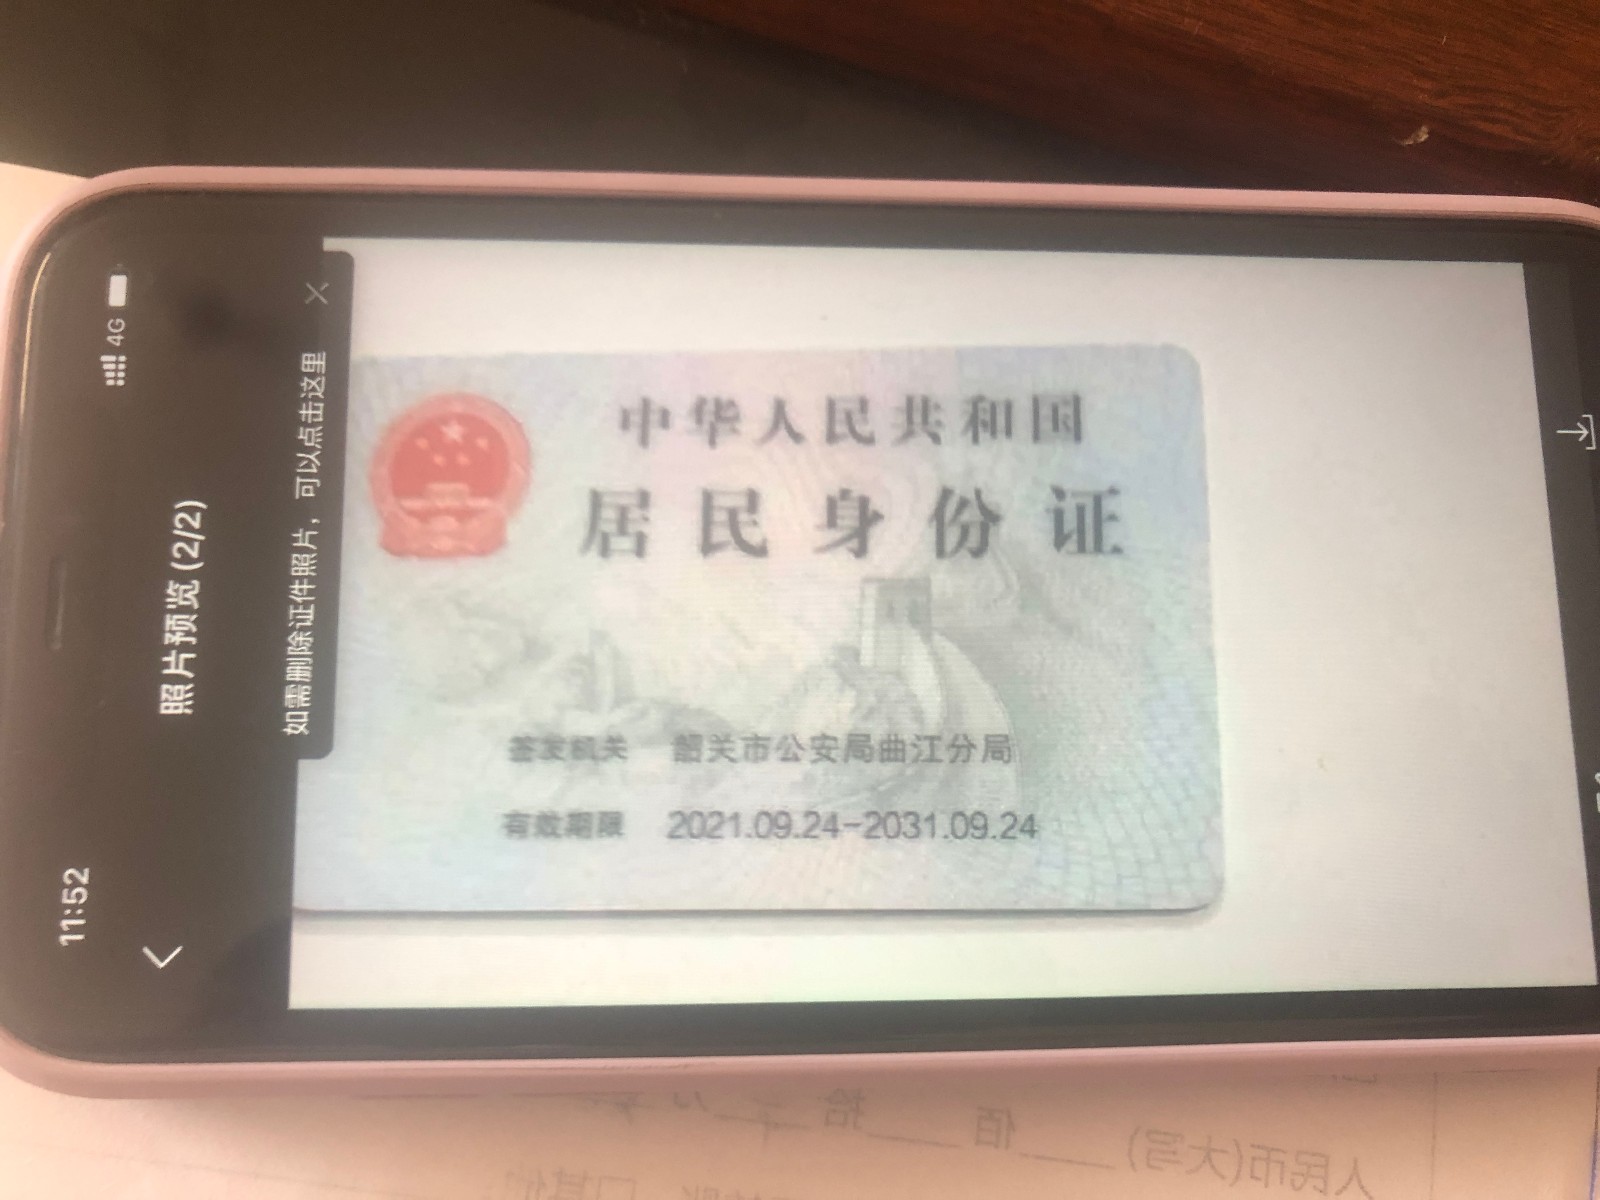 11:52
4G
照片预览(2/2)
如需删除证件照片，可以点击这里
中华人民共和国
居民身份证
签发机关 韶关市公安局曲江分局
有效期限 2021.09.24-2031.09.24
人民币(大写) 佰 拾